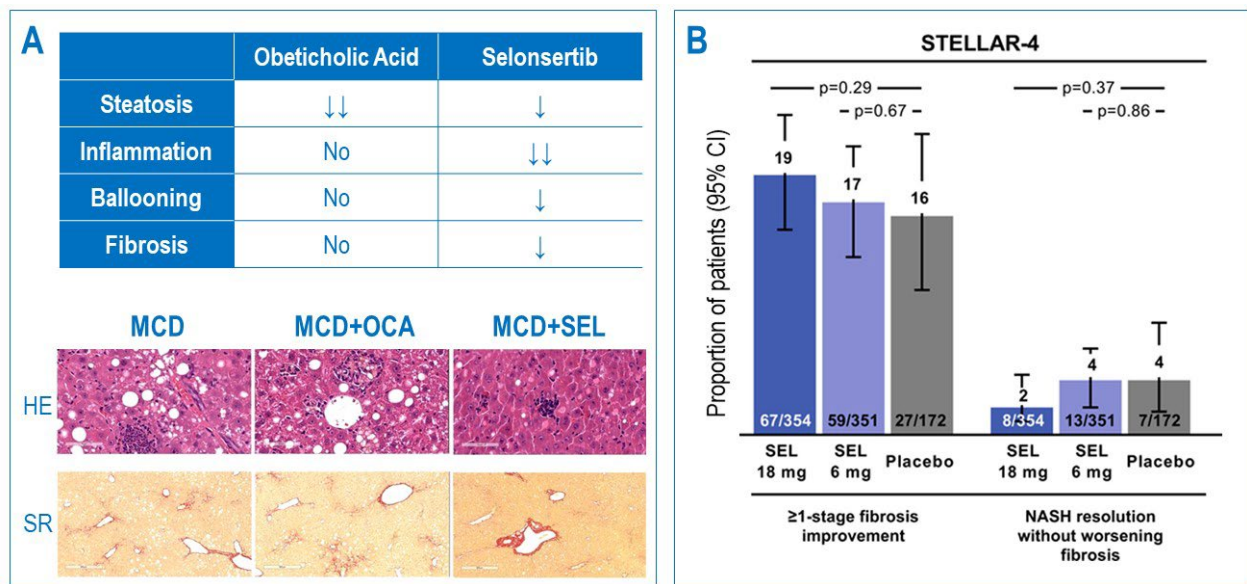 A
Obeticholic Acid Selonsertib
Steatosis ↓↓ ↓
Inflammation No ↓↓
Ballooning No ↓
Fibrosis No ↓
MCD MCD+OCA MCD+SEL
HE
SR
B
STELLAR-4
p=0.29 p=0.37
p=0.67 p=0.86
Proportion of patients (95% CI)
19 17 16 2 4 4
67/354 59/351 27/172 8/354 13/351 7/172
SEL SEL Placebo SEL SEL Placebo
18 mg 6 mg 18 mg 6 mg
≥1-stage fibrosis
improvement
NASH resolution
without worsening
fibrosis